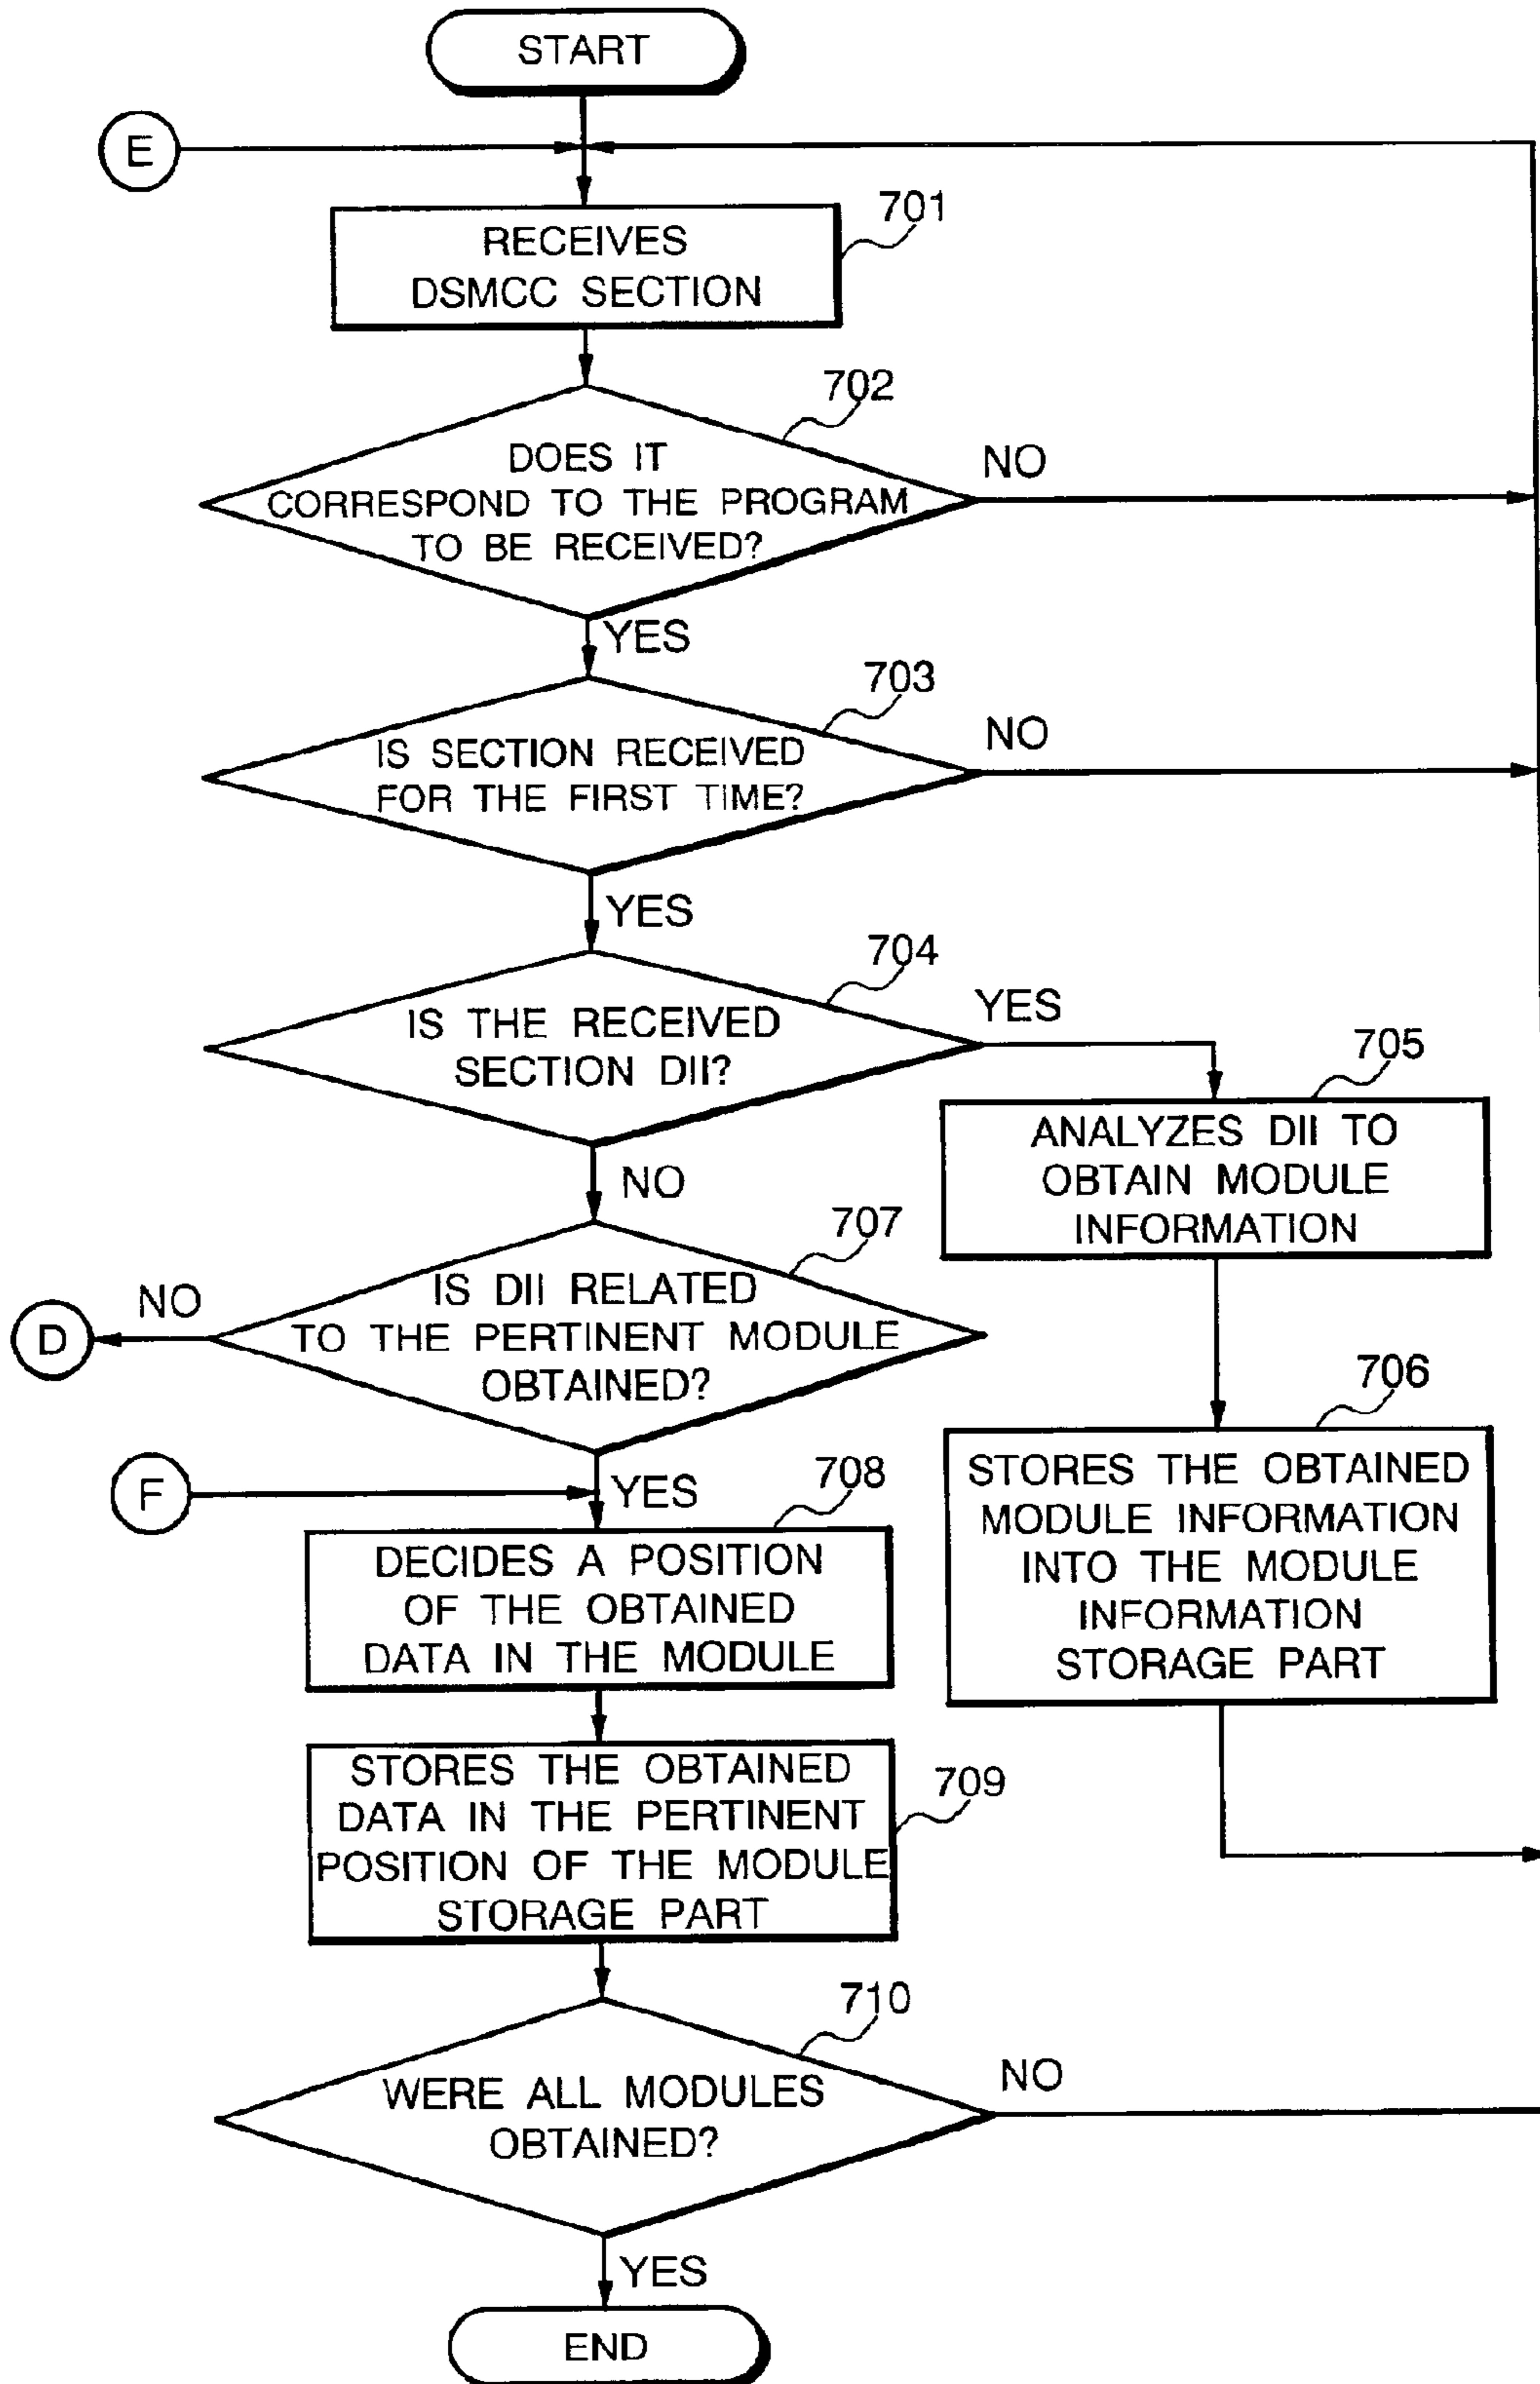 START
E
701
RECEIVES
DSMCC SECTION
702
DOES IT
CORRESPOND TO THE PROGRAM
TO BE RECEIVED?
NO
YES
703
IS SECTION RECEIVED
FOR THE FIRST TIME?
NO
YES
704
IS THE RECEIVED
SECTION DII?
YES
705
ANALYZES DII TO
OBTAIN MODULE
INFORMATION
NO
707
IS DII RELATED
TO THE PERTINENT MODULE
OBTAINED?
NO
D
706
STORES THE OBTAINED
MODULE INFORMATION
INTO THE MODULE
INFORMATION
STORAGE PART
F
YES
708
DECIDES A POSITION
OF THE OBTAINED
DATA IN THE MODULE
709
STORES THE OBTAINED
DATA IN THE PERTINENT
POSITION OF THE MODULE
STORAGE PART
710
WERE ALL MODULES
OBTAINED?
NO
YES
END